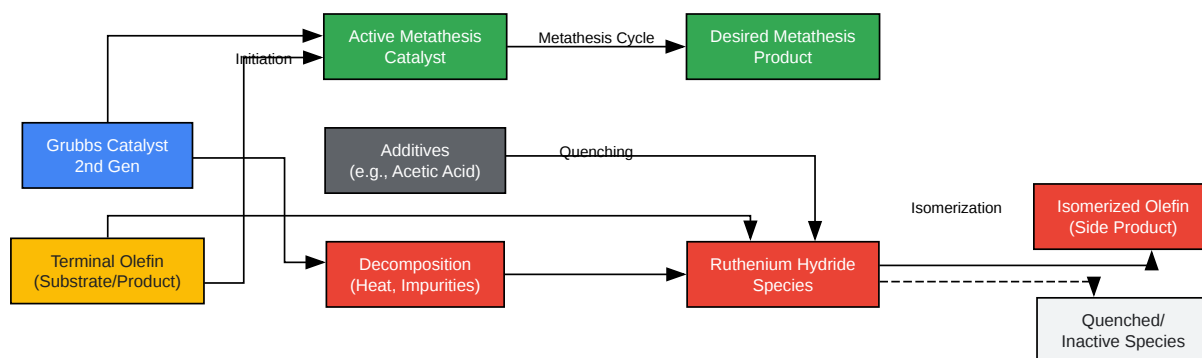 Active Metathesis
Catalyst
Metathesis Cycle
Desired Metathesis
Product
Initiation
Grubbs Catalyst
2nd Gen
Additives
(e.g., Acetic Acid)
Quenching
Isomerization
Isomerized Olefin
(Side Product)
Terminal Olefin
(Substrate/Product)
Decomposition
(Heat, Impurities)
Ruthenium Hydride
Species
Quenched/
Inactive Species